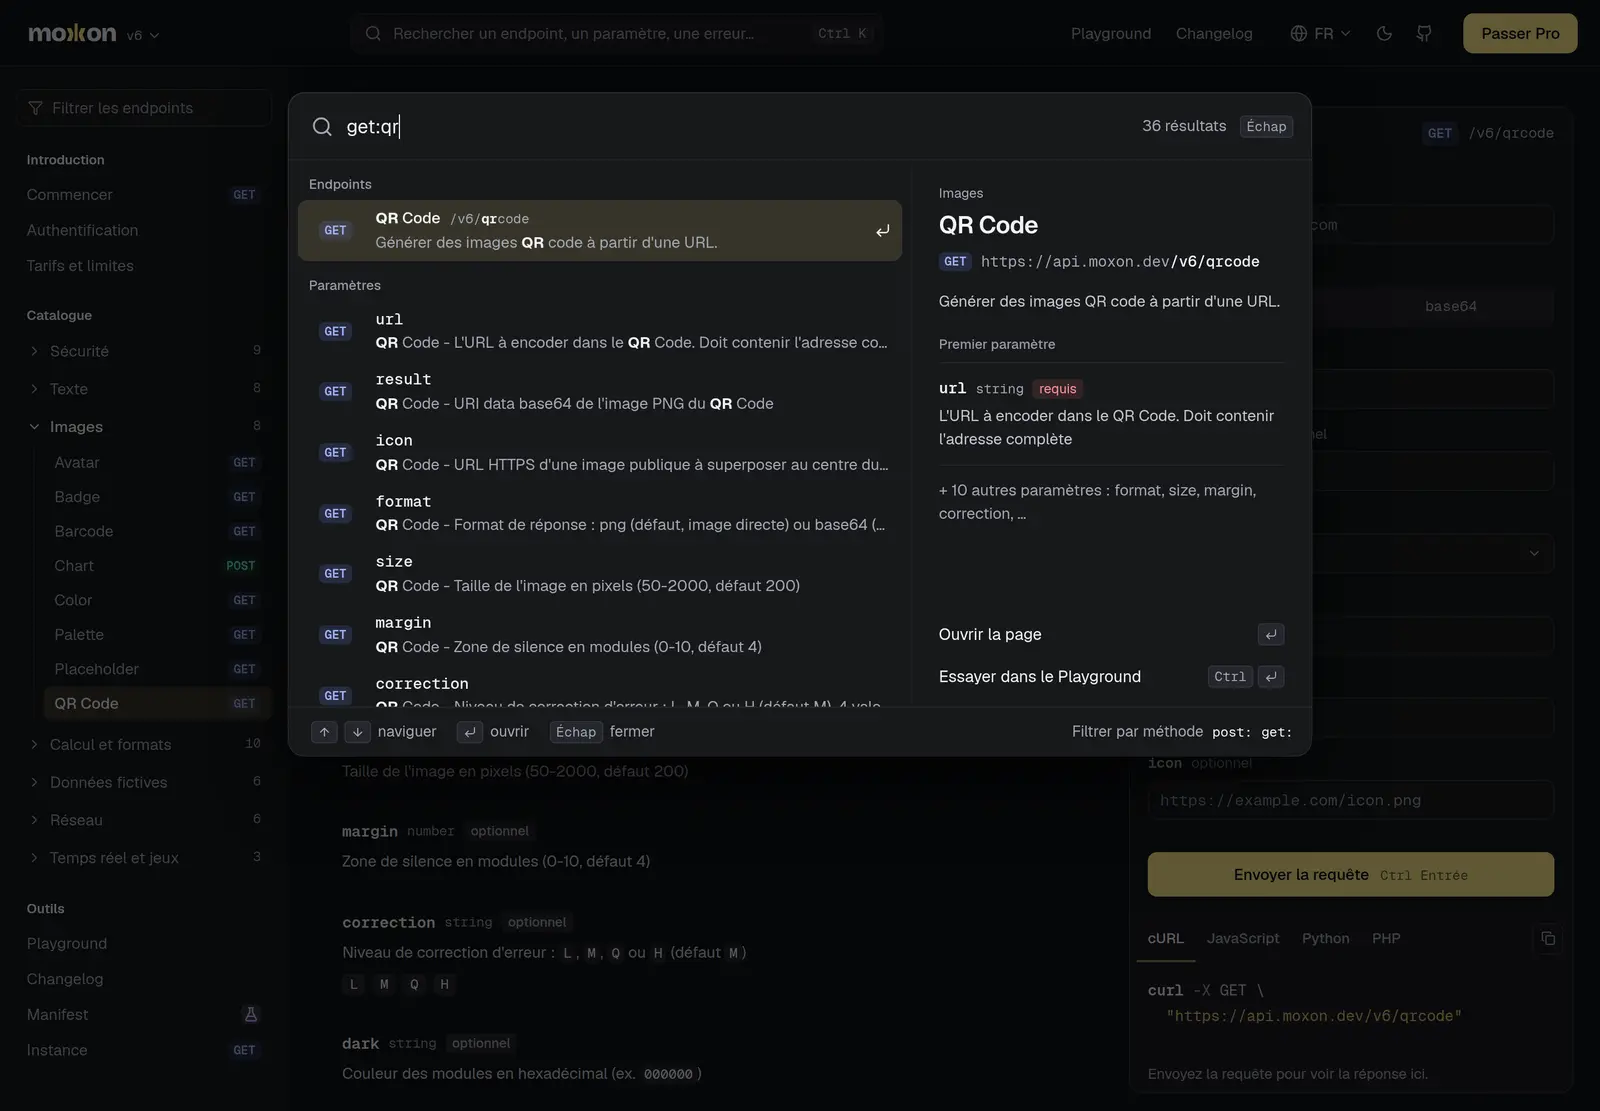 moxon v6
Rechercher un endpoint, un paramètre, une erreur... Ctrl K
Playground Changelog FR Passer Pro
Filtrer les endpoints
Introduction
Commencer GET
Authentification
Tarifs et limites
Catalogue
Sécurité 9
Texte 8
Images 8
Avatar GET
Badge GET
Barcode GET
Chart POST
Color GET
Palette GET
Placeholder GET
QR Code GET
Calcul et formats 10
Données fictives 6
Réseau 6
Temps réel et jeux 3
Outils
Playground
Changelog
Manifest
Instance GET
get:qr 36 résultats Échap
Endpoints
GET QR Code /v6/qrcode
Générer des images QR code à partir d'une URL.
Paramètres
GET url
QR Code - L'URL à encoder dans le QR Code. Doit contenir l'adresse co...
GET result
QR Code - URI data base64 de l'image PNG du QR Code
GET icon
QR Code - URL HTTPS d'une image publique à superposer au centre du...
GET format
QR Code - Format de réponse : png (défaut, image directe) ou base64 (...
GET size
QR Code - Taille de l'image en pixels (50-2000, défaut 200)
GET margin
QR Code - Zone de silence en modules (0-10, défaut 4)
GET correction
QR Code - Niveau de correction d'erreur : L, M, Q ou H (défaut M). 4 vale
Images
QR Code
GET https://api.moxon.dev/v6/qrcode
Générer des images QR code à partir d'une URL.
Premier paramètre
url string requis
L'URL à encoder dans le QR Code. Doit contenir
l'adresse complète
+ 10 autres paramètres : format, size, margin,
correction, ...
Ouvrir la page
Essayer dans le Playground Ctrl
naviguer ouvrir Échap fermer
Filtrer par méthode post: get:
Taille de l'image en pixels (50-2000, défaut 200)
margin number optionnel
Zone de silence en modules (0-10, défaut 4)
correction string optionnel
Niveau de correction d'erreur : L, M, Q ou H (défaut M)
L M Q H
dark string optionnel
Couleur des modules en hexadécimal (ex. 000000)
GET /v6/qrcode
com
base64
el
icon optionnel
https://example.com/icon.png
Envoyer la requête Ctrl Entrée
cURL JavaScript Python PHP
curl -X GET \
"https://api.moxon.dev/v6/qrcode"
Envoyez la requête pour voir la réponse ici.